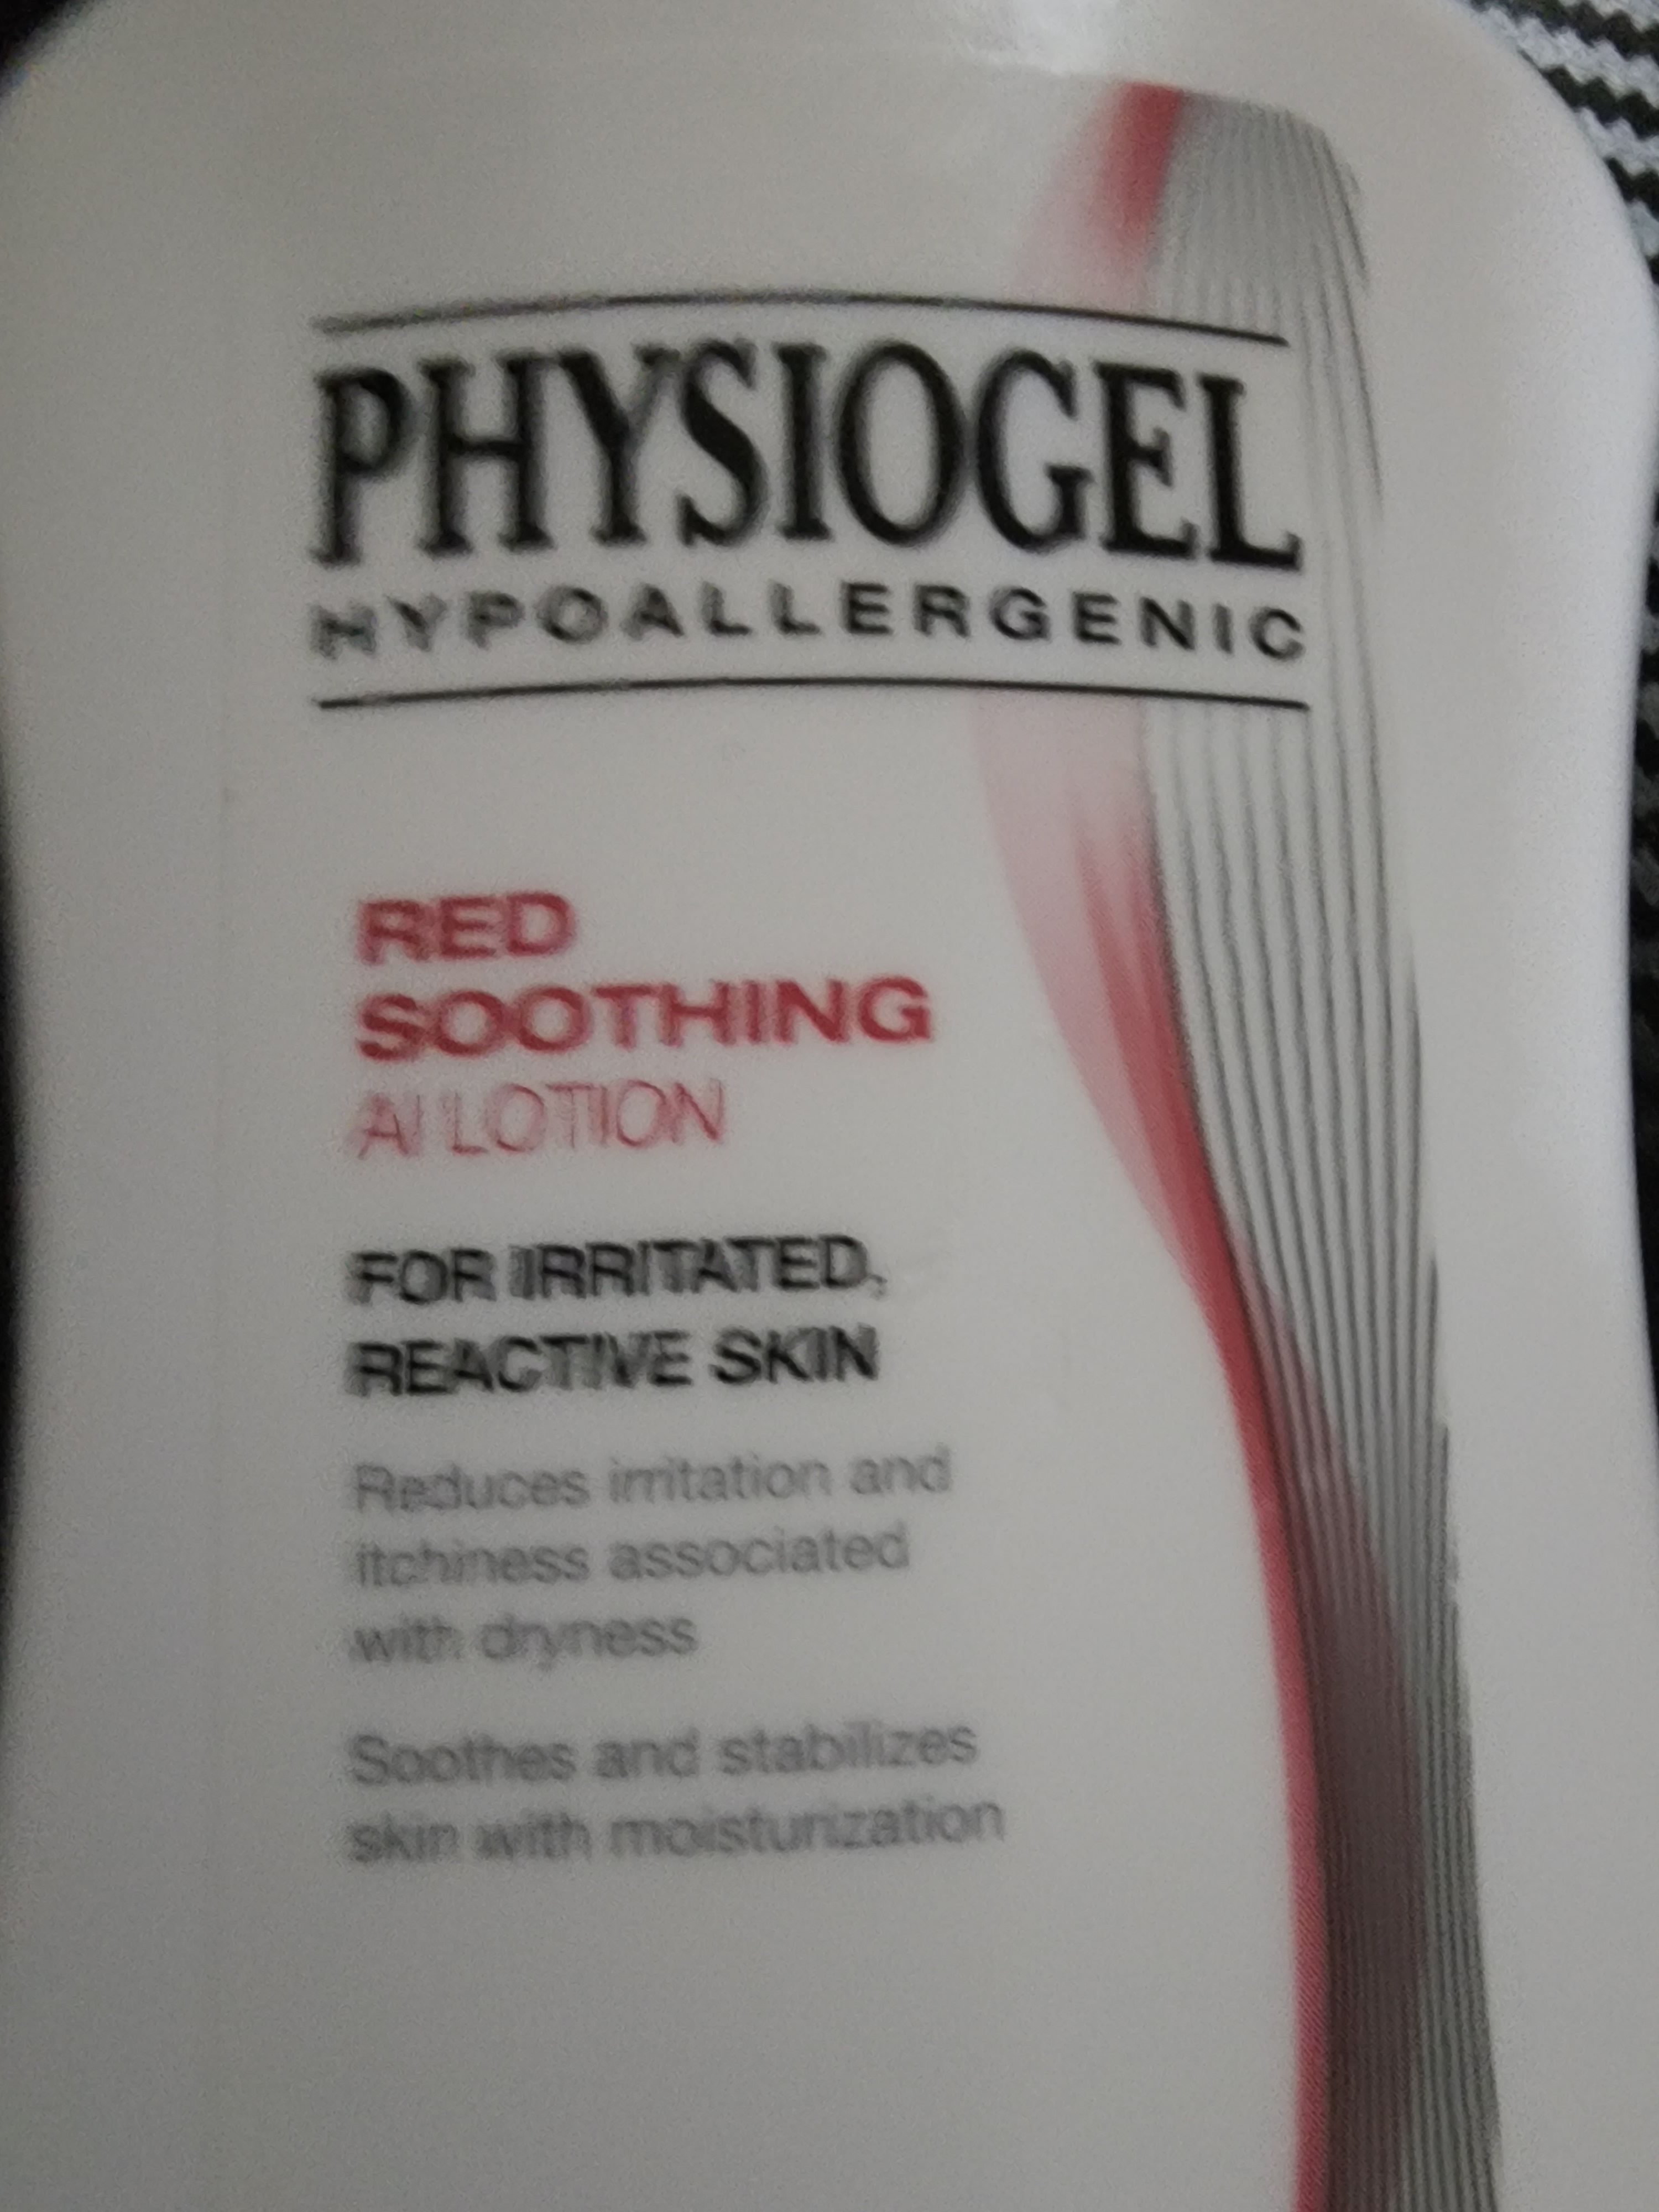 PHYSIOGEL
HYPOALLERGENIC
RED
SOOTHING
AI LOTION
FOR IRRITATED,
REACTIVE SKIN
Reduces irritation and
itchiness associated
with dryness
Soothes and stabilizes
skin with moisturization